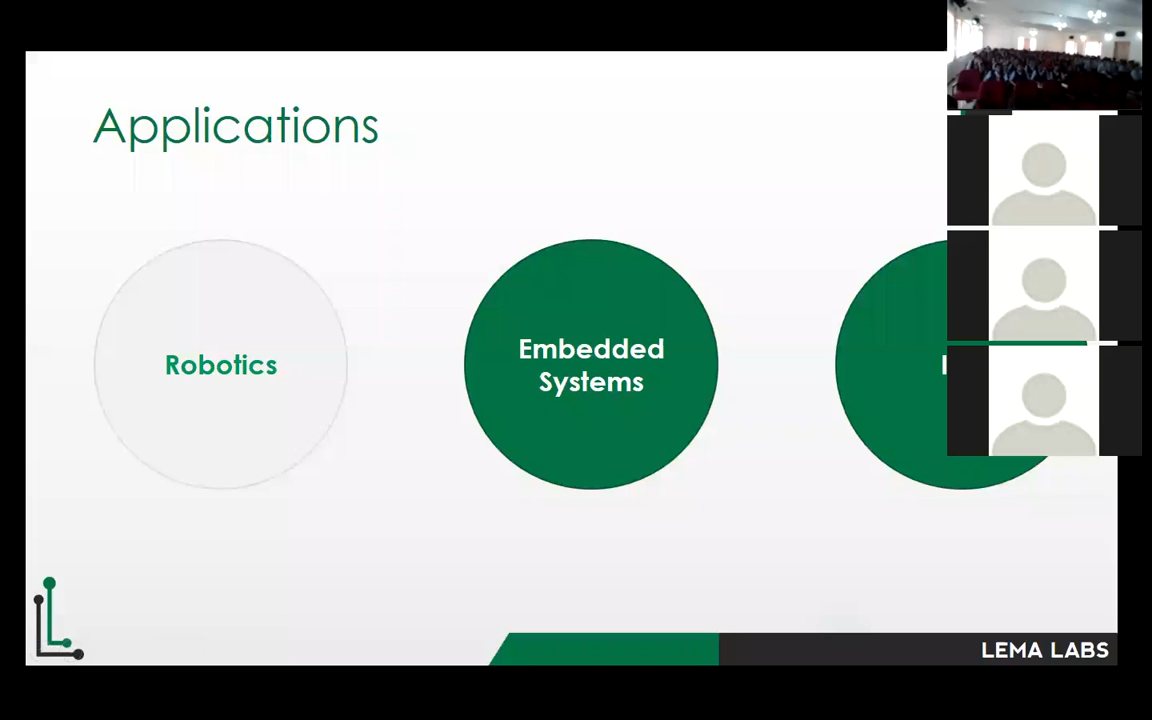 Applications
Robotics
Embedded
Systems
LEMA LABS